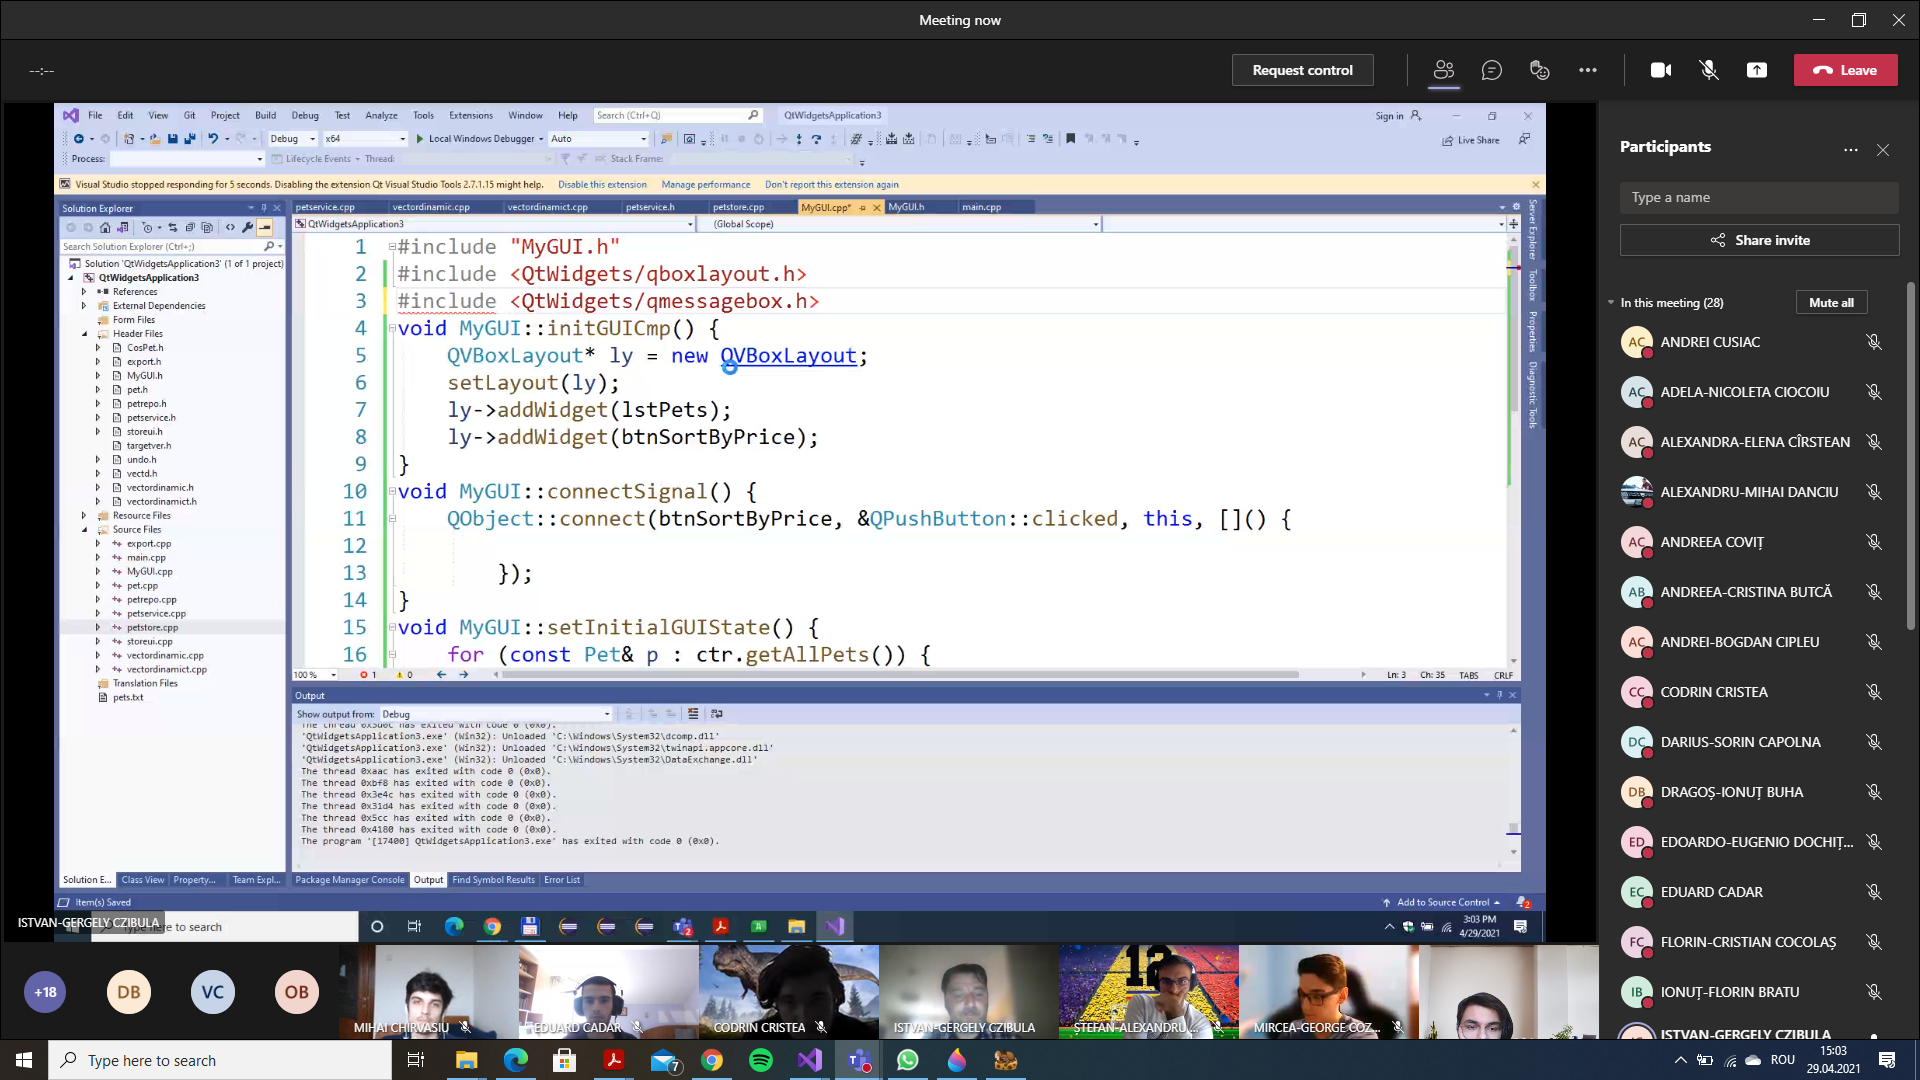 Meeting now
--:--
Request control
Leave
File Edit View Git Project Build Debug Test Analyze Tools Extensions Window Help Search (Ctrl+Q) QtWidgetsApplication3 Sign in
Debug x64 Local Windows Debugger Auto Live Share
Process: Lifecycle Events Thread: Stack Frame:
Visual Studio stopped responding for 5 seconds. Disabling the extension Qt Visual Studio Tools 2.7.1.15 might help. Disable this extension Manage performance Don't report this extension again
Solution Explorer
Search Solution Explorer (Ctrl+;)
Solution 'QtWidgetsApplication3' (1 of 1 project)
QtWidgetsApplication3
References
External Dependencies
Form Files
Header Files
CosPet.h
export.h
MyGUI.h
pet.h
petrepo.h
petservice.h
storeui.h
targetver.h
undo.h
vectd.h
vectordinamic.h
vectordinamict.h
Resource Files
Source Files
export.cpp
main.cpp
MyGUI.cpp
pet.cpp
petrepo.cpp
petservice.cpp
petstore.cpp
storeui.cpp
vectordinamic.cpp
vectordinamict.cpp
Translation Files
pets.txt
Solution E... Class View Property... Team Expl...
petservice.cpp vectordinamic.cpp vectordinamict.cpp petservice.h petstore.cpp MyGUI.cpp* MyGUI.h main.cpp
QtWidgetsApplication3 (Global Scope)
1 #include "MyGUI.h"
2 #include <QtWidgets/qboxlayout.h>
3 #include <QtWidgets/qmessagebox.h>
4 void MyGUI::initGUICmp() {
5 QVBoxLayout* ly = new QVBoxLayout;
6 setLayout(ly);
7 ly->addWidget(lstPets);
8 ly->addWidget(btnSortByPrice);
9 }
10 void MyGUI::connectSignal() {
11 QObject::connect(btnSortByPrice, &QPushButton::clicked, this, []() {
12
13 });
14 }
15 void MyGUI::setInitialGUIState() {
16 for (const Pet& p : ctr.getAllPets()) {
100 % 1 0 Ln: 3 Ch: 35 TABS CRLF
Server Explorer
Toolbox
Properties
Diagnostic Tools
Output
Show output from: Debug
The thread 0x3d0c has exited with code 0 (0x0).
'QtWidgetsApplication3.exe' (Win32): Unloaded 'C:\Windows\System32\dcomp.dll'
'QtWidgetsApplication3.exe' (Win32): Unloaded 'C:\Windows\System32\twinapi.appcore.dll'
'QtWidgetsApplication3.exe' (Win32): Unloaded 'C:\Windows\System32\DataExchange.dll'
The thread 0xaac has exited with code 0 (0x0).
The thread 0xbf8 has exited with code 0 (0x0).
The thread 0x3e4c has exited with code 0 (0x0).
The thread 0x31d4 has exited with code 0 (0x0).
The thread 0x5cc has exited with code 0 (0x0).
The thread 0x4180 has exited with code 0 (0x0).
The program '[17400] QtWidgetsApplication3.exe' has exited with code 0 (0x0).
Package Manager Console Output Find Symbol Results Error List
Item(s) Saved Add to Source Control 2
ISTVAN-GERGELY CZIBULA
Type here to search
3:03 PM
4/29/2021
Participants
Type a name
Share invite
In this meeting (28) Mute all
AC ANDREI CUSIAC
AC ADELA-NICOLETA CIOCOIU
AC ALEXANDRA-ELENA CÎRSTEAN
ALEXANDRU-MIHAI DANCIU
AC ANDREEA COVIȚ
AB ANDREEA-CRISTINA BUTCĂ
AC ANDREI-BOGDAN CIPLEU
CC CODRIN CRISTEA
DC DARIUS-SORIN CAPOLNA
DB DRAGOȘ-IONUȚ BUHA
ED EDOARDO-EUGENIO DOCHIȚ...
EC EDUARD CADAR
FC FLORIN-CRISTIAN COCOLAȘ
IB IONUȚ-FLORIN BRATU
ISTVAN-GERGELY CZIBULA
+18 DB VC OB
MIHAI CHIRVASIU EDUARD CADAR CODRIN CRISTEA ISTVAN-GERGELY CZIBULA ȘTEFAN-ALEXANDRU ... MIRCEA-GEORGE COZ...
12
Type here to search
7
ROU
15:03
29.04.2021